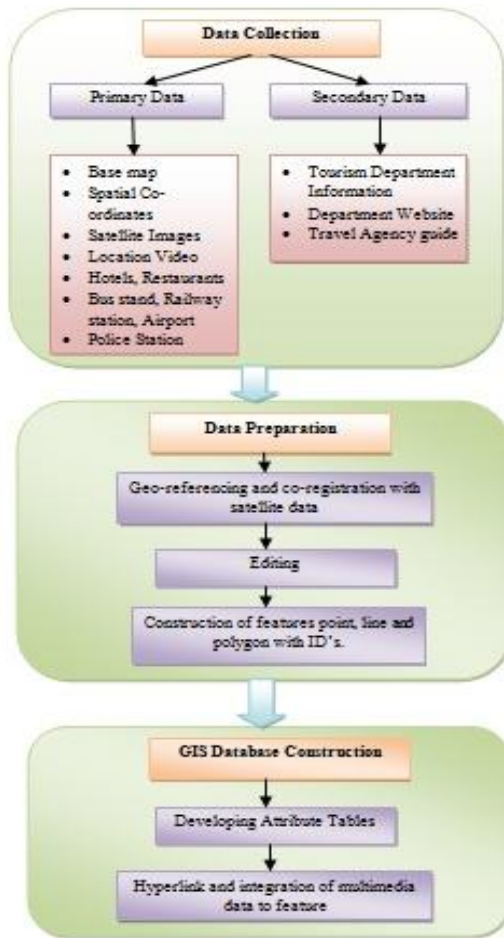 Data Collection
Primary Data
Secondary Data
• Base map
• Spatial Co-
ordinates
• Satellite Images
• Location Video
• Hotels, Restaurants
• Bus stand, Railway
station, Airport
• Police Station
• Tourism Department
Information
• Department Website
• Travel Agency guide
Data Preparation
Geo-referencing and co-registration with
satellite data
Editing
Construction of features point, line and
polygon with ID's.
GIS Database Construction
Developing Attribute Tables
Hyperlink and integration of multimedia
data to feature